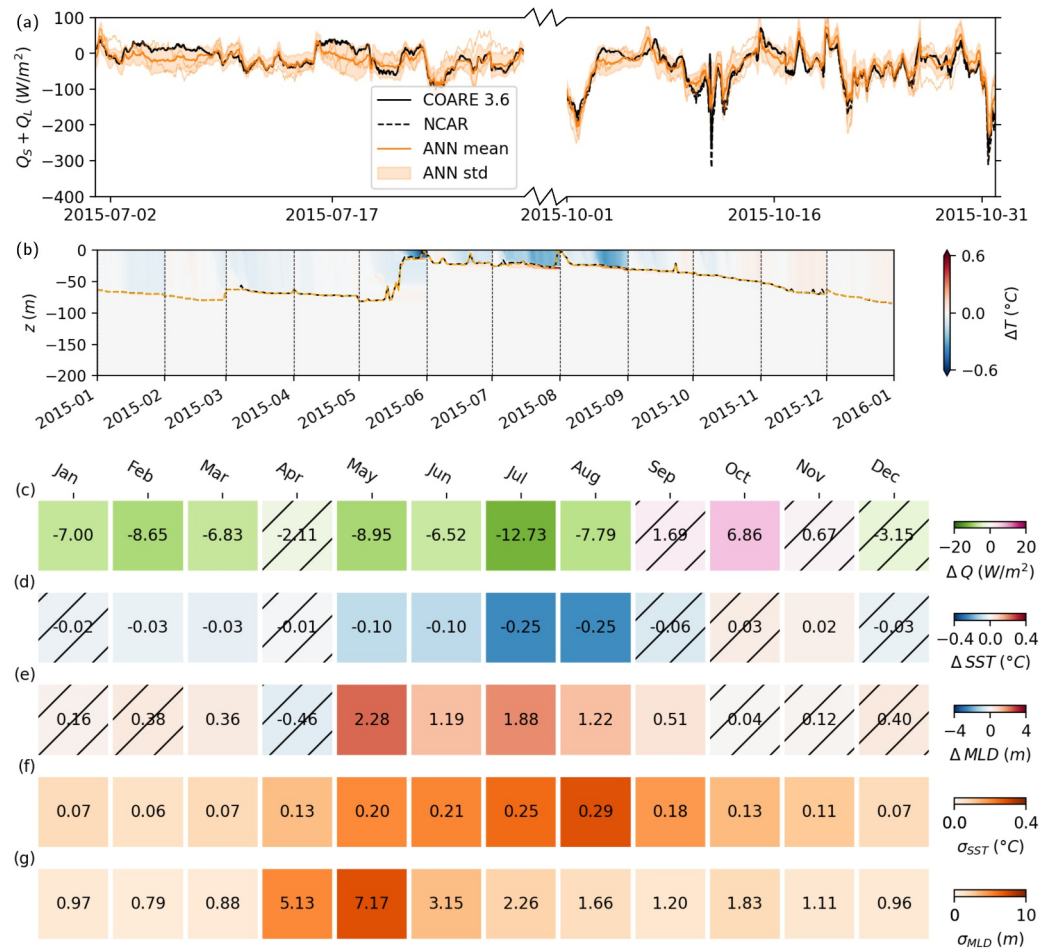 (a)
100
0
−100
−200
−300
−400
Q_S + Q_L (W/m²)
COARE 3.6
NCAR
ANN mean
ANN std
2015-07-02 2015-07-17 2015-10-01 2015-10-16 2015-10-31
(b)
0
−50
−100
−150
−200
z (m)
0.6
0.0
−0.6
ΔT (°C)
2015-01 2015-02 2015-03 2015-04 2015-05 2015-06 2015-07 2015-08 2015-09 2015-10 2015-11 2015-12 2016-01
Jan Feb Mar Apr May Jun Jul Aug Sep Oct Nov Dec
(c)
-7.00 -8.65 -6.83 -2.11 -8.95 -6.52 -12.73 -7.79 1.69 6.86 0.67 -3.15
−20 0 20
Δ Q (W/m²)
(d)
-0.02 -0.03 -0.03 -0.01 -0.10 -0.10 -0.25 -0.25 -0.06 0.03 0.02 -0.03
−0.4 0.0 0.4
Δ SST (°C)
(e)
0.16 0.38 0.36 -0.46 2.28 1.19 1.88 1.22 0.51 0.04 0.12 0.40
−4 0 4
Δ MLD (m)
(f)
0.07 0.06 0.07 0.13 0.20 0.21 0.25 0.29 0.18 0.13 0.11 0.07
0.0 0.4
σ_SST (°C)
(g)
0.97 0.79 0.88 5.13 7.17 3.15 2.26 1.66 1.20 1.83 1.11 0.96
0 10
σ_MLD (m)